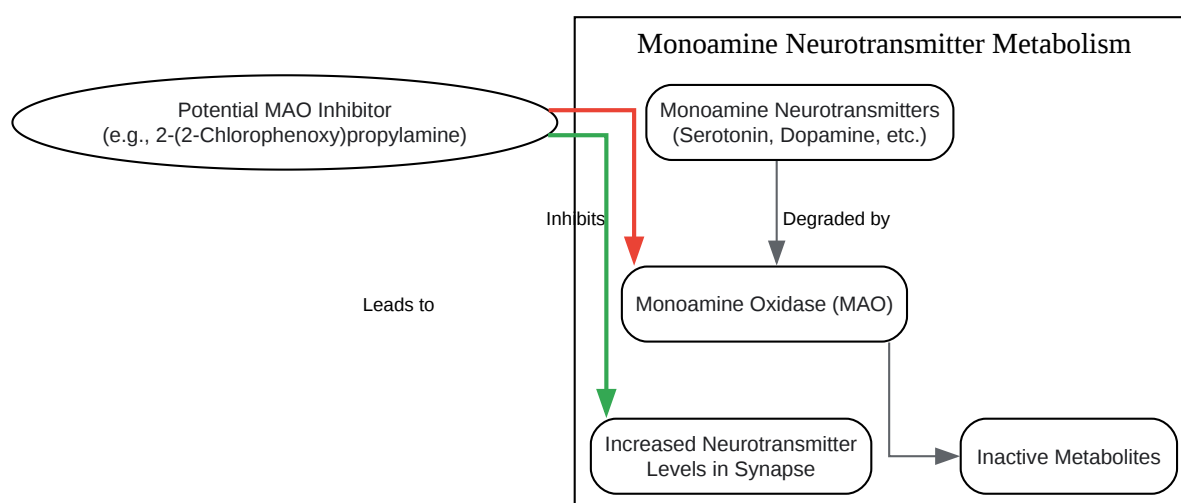 Monoamine Neurotransmitter Metabolism
Potential MAO Inhibitor
(e.g., 2-(2-Chlorophenoxy)propylamine)
Monoamine Neurotransmitters
(Serotonin, Dopamine, etc.)
Inhibits
Degraded by
Leads to
Monoamine Oxidase (MAO)
Increased Neurotransmitter
Levels in Synapse
Inactive Metabolites